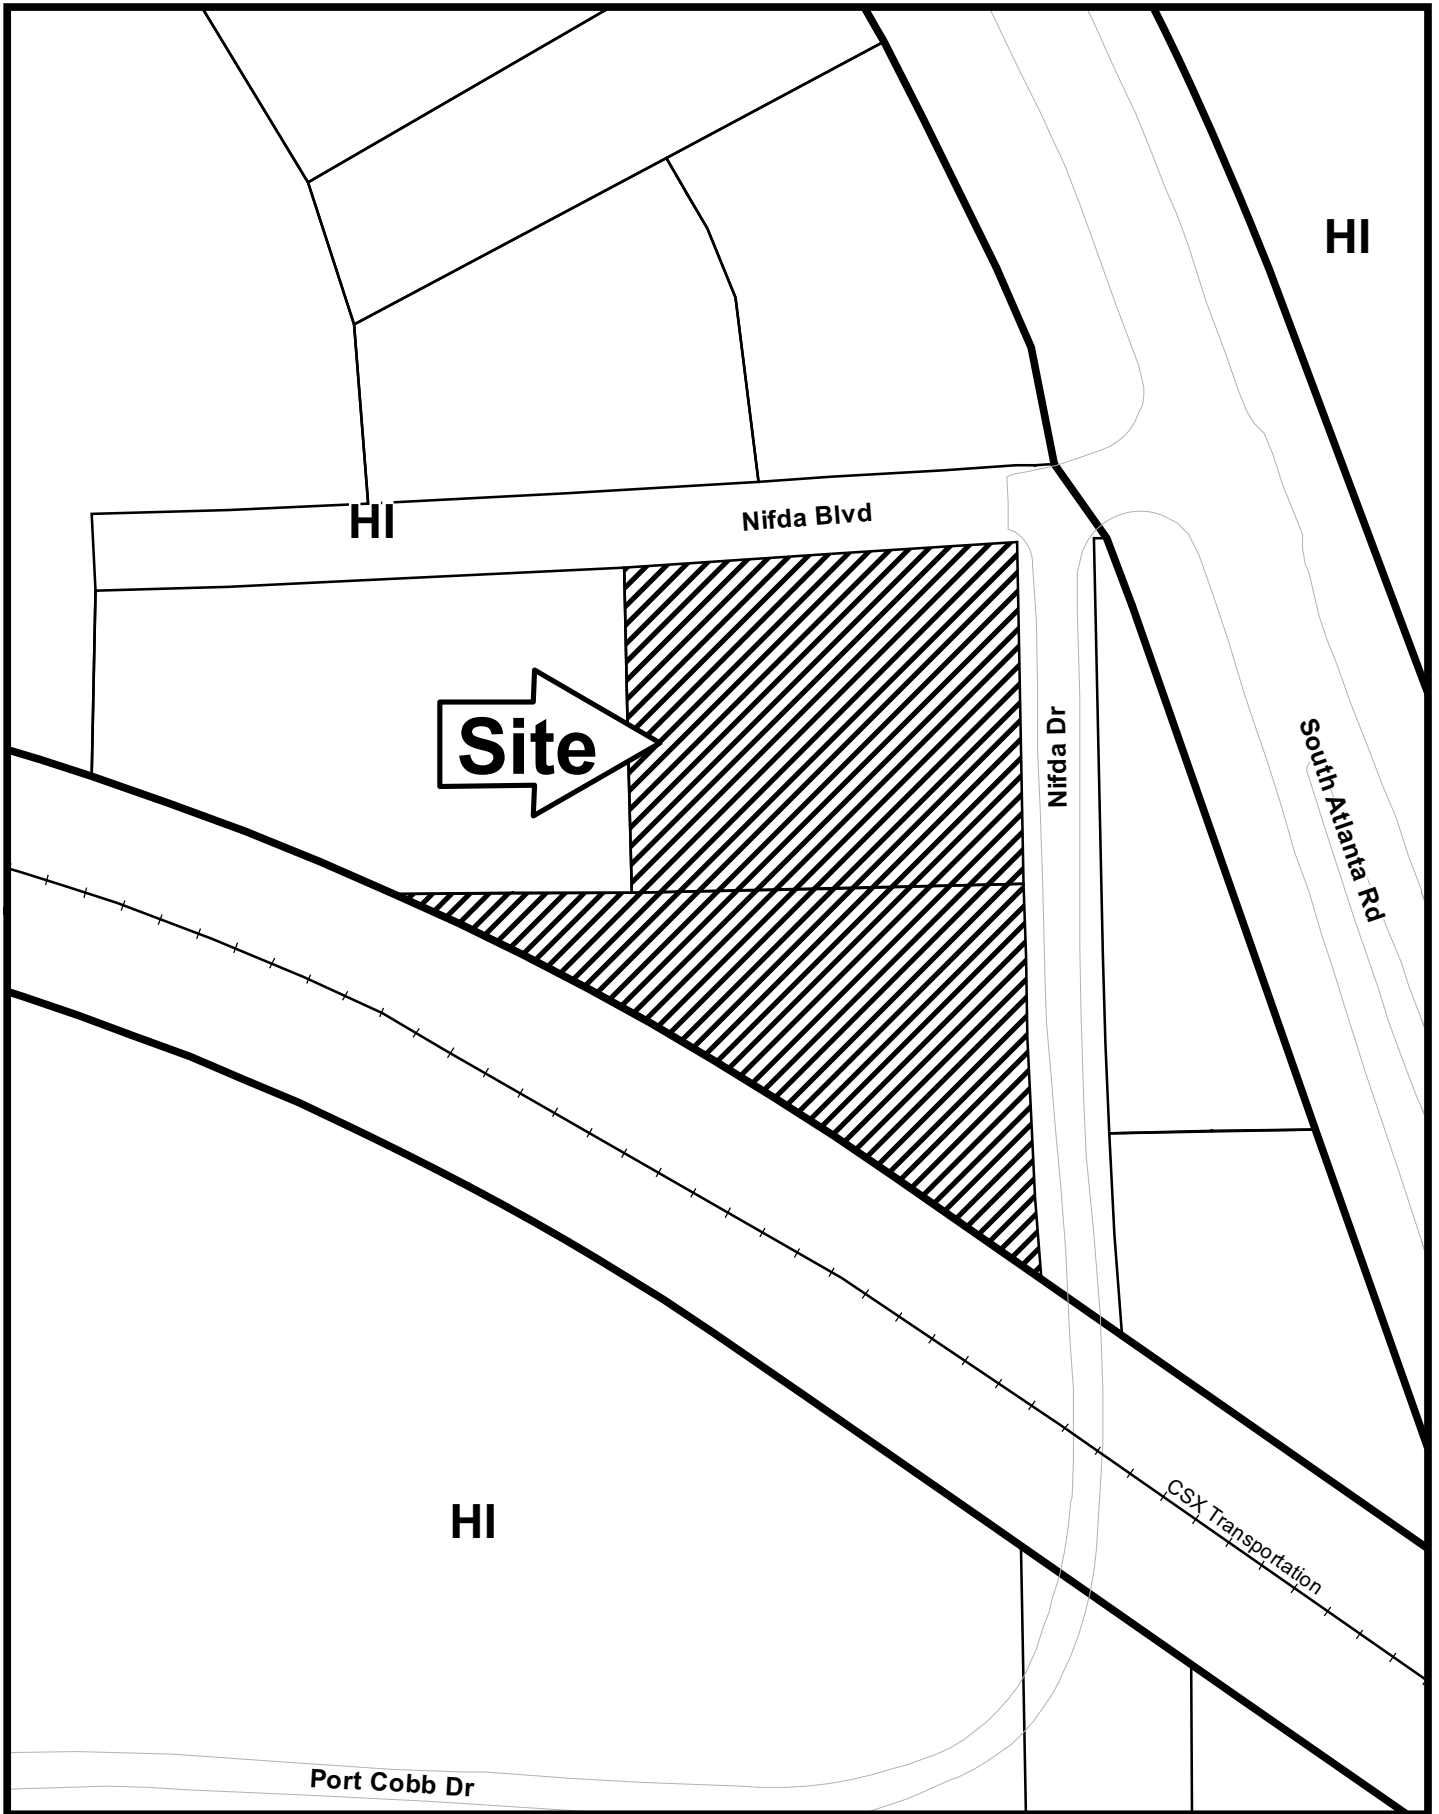 HI
HI
Nifda Blvd
Site
Nifda Dr
South Atlanta Rd
HI
CSX Transportation
Port Cobb Dr